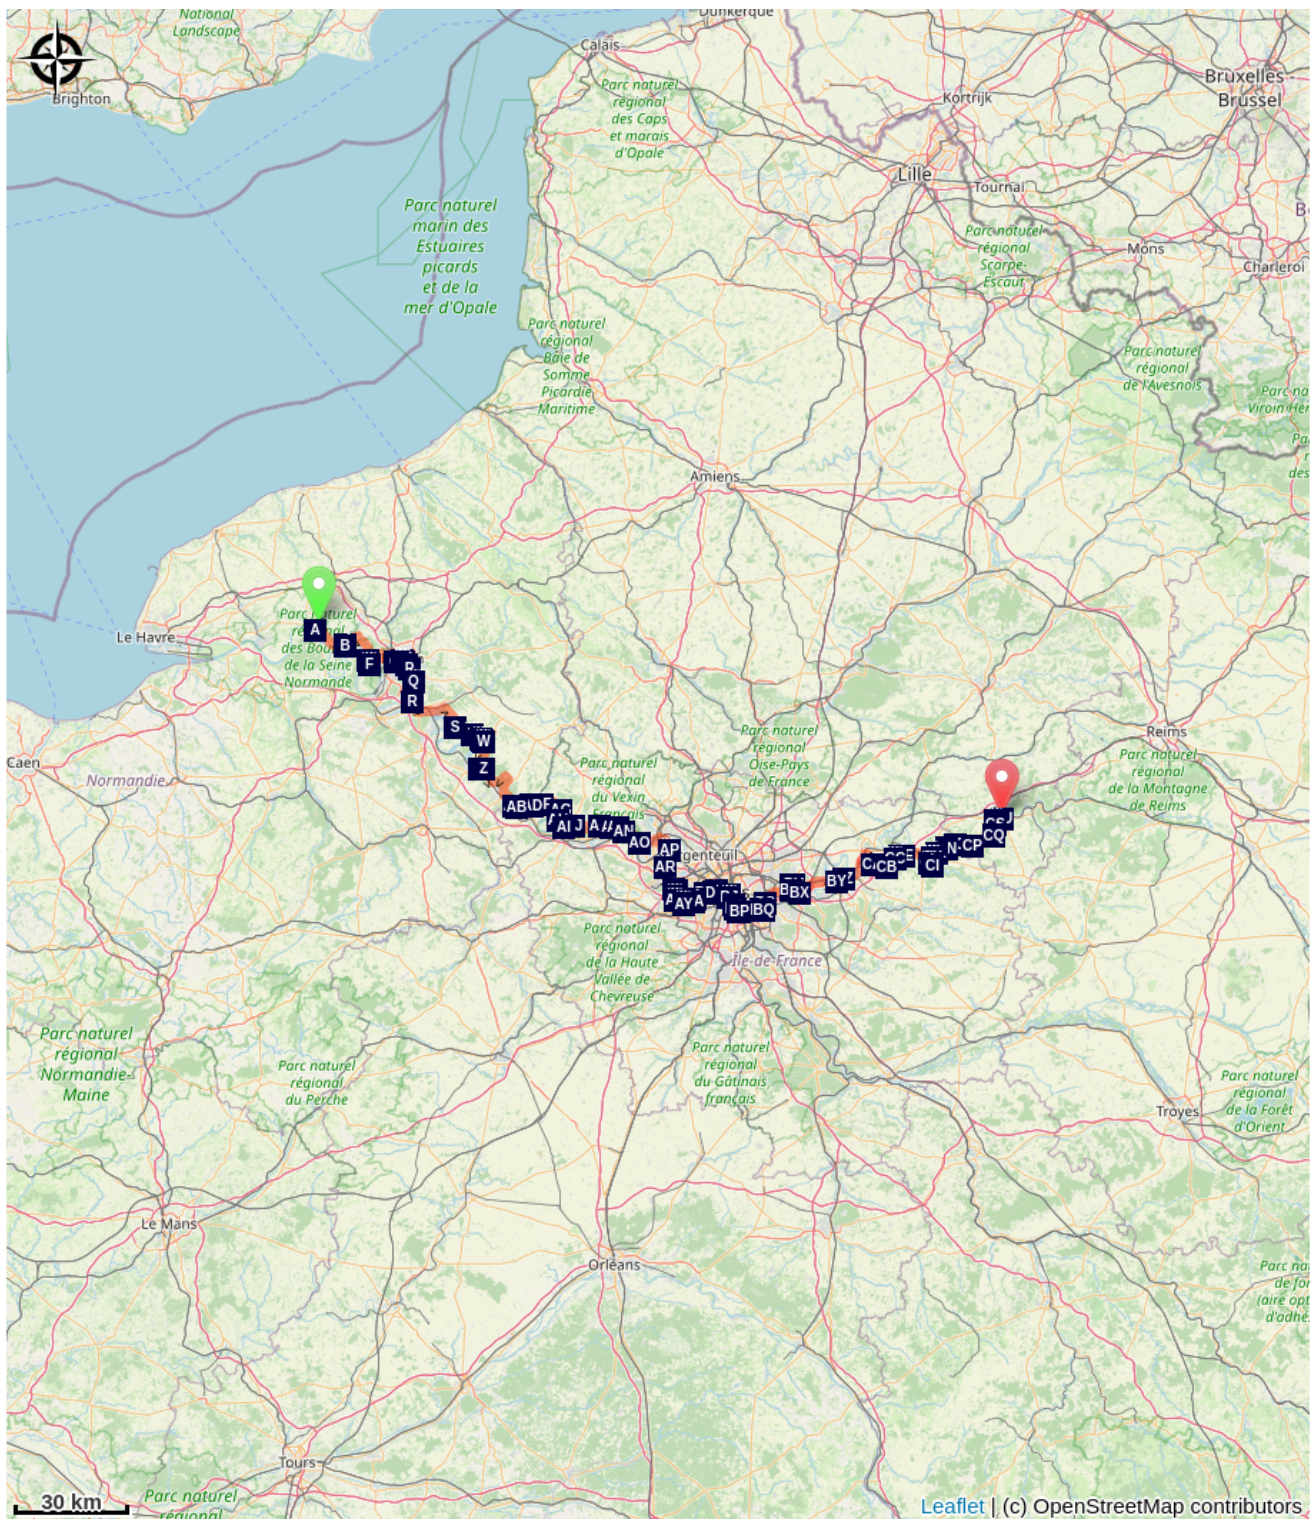 National
Landscape
Brighton
Dunkerque
Calais
Parc naturel
régional
des Caps
et marais
d'Opale
Bruxelles -
Brussel
Kortrijk
Lille
Tournai
Parc naturel
régional
Scarpe-
Escaut
Mons
Charleroi
Parc naturel
marin des
Estuaires
picards
et de la
mer d'Opale
Parc naturel
régional
Baie de
Somme
Picardie
Maritime
Parc naturel
régional
de l'Avesnois
Amiens
Le Havre
Parc naturel
de la Seine
Normande
A
B
F
Q
R
S
W
Z
Caen
Normandie
Parc naturel
régional
du Vexin
Français
Parc naturel
régional
Oise-Pays
de France
Reims
Parc naturel
régional
de la Montagne
de Reims
AO
AP
AR
AY
BP
BQ
BX
BY
CB
CI
CP
CQ
Île-de-France
Parc naturel
régional
de la Haute
Vallée de
Chevreuse
Parc naturel
régional
Normandie-
Maine
Parc naturel
régional
du Perche
Parc naturel
régional
du Gâtinais
français
Troyes
Parc naturel
régional
de la Forêt
d'Orient
Le Mans
Orléans
Tours
Parc naturel
régional
30 km
Leaflet | (c) OpenStreetMap contributors